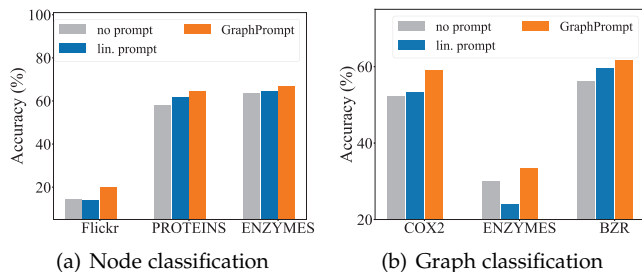 no prompt
GraphPrompt
lin. prompt
Accuracy (%)
100
80
60
40
20
Flickr
PROTEINS
ENZYMES
(a) Node classification
no prompt
GraphPrompt
lin. prompt
Accuracy (%)
60
40
20
COX2
ENZYMES
BZR
(b) Graph classification